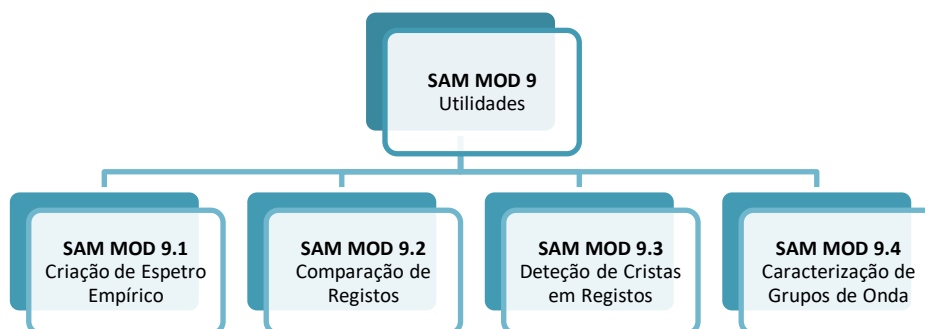 SAM MOD 9
Utilidades
SAM MOD 9.1
Criação de Espetro
Empírico
SAM MOD 9.2
Comparação de
Registos
SAM MOD 9.3
Deteção de Cristas
em Registos
SAM MOD 9.4
Caracterização de
Grupos de Onda